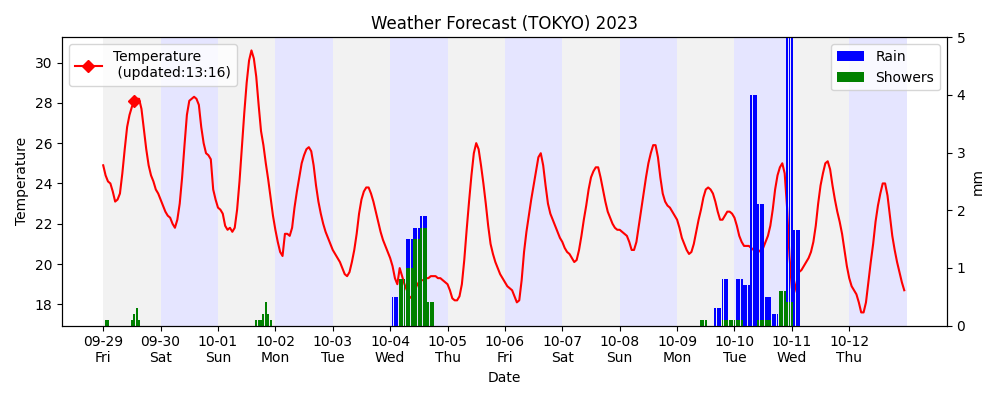 Weather Forecast (TOKYO) 2023
Temperature
(updated:13:16)
Rain
Showers
Temperature
30
28
26
24
22
20
18
5
4
3
2
1
0
mm
09-29 09-30 10-01 10-02 10-03 10-04 10-05 10-06 10-07 10-08 10-09 10-10 10-11 10-12
Fri Sat Sun Mon Tue Wed Thu Fri Sat Sun Mon Tue Wed Thu
Date